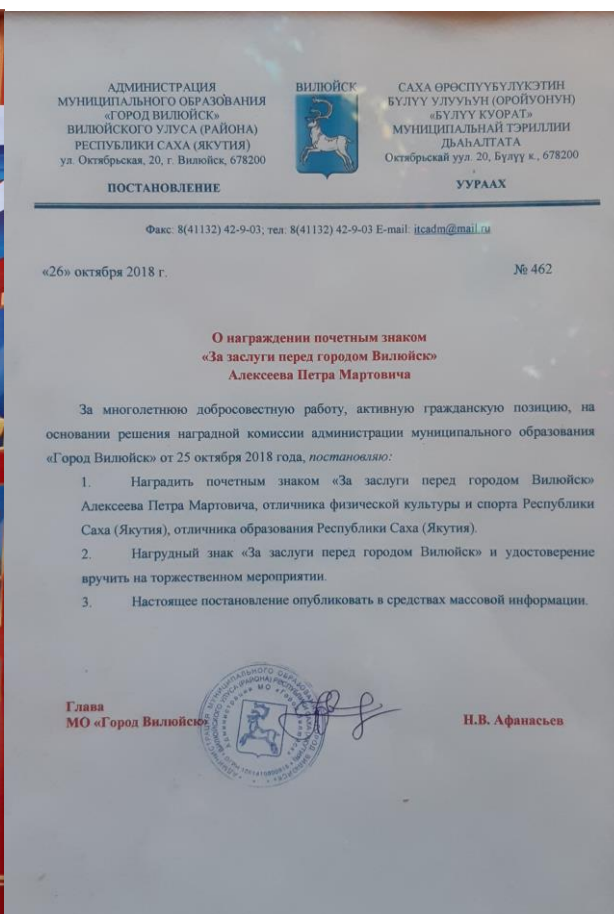 АДМИНИСТРАЦИЯ
МУНИЦИПАЛЬНОГО ОБРАЗОВАНИЯ
«ГОРОД ВИЛЮЙСК»
ВИЛЮЙСКОГО УЛУСА (РАЙОНА)
РЕСПУБЛИКИ САХА (ЯКУТИЯ)
ул. Октябрьская, 20, г. Вилюйск, 678200
ПОСТАНОВЛЕНИЕ
ВИЛЮЙСК
САХА ӨРӨСПҮҮБҮЛҮКЭТИН
БҮЛҮҮ УЛУУҺУН (ОРОЙУОНУН)
«БҮЛҮҮ КУОРАТ»
МУНИЦИПАЛЬНАЙ ТЭРИЛЛИИ
ДЬАҺАЛТАТА
Октябрьскай уул. 20, Бүлүү к., 678200
УУРААХ
Факс: 8(41132) 42-9-03; тел: 8(41132) 42-9-03 E-mail: itcadm@mail.ru
«26» октября 2018 г.
№ 462
О награждении почетным знаком
«За заслуги перед городом Вилюйск»
Алексеева Петра Мартовича
За многолетнюю добросовестную работу, активную гражданскую позицию, на
основании решения наградной комиссии администрации муниципального образования
«Город Вилюйск» от 25 октября 2018 года, постановляю:
1. Наградить почетным знаком «За заслуги перед городом Вилюйск»
Алексеева Петра Мартовича, отличника физической культуры и спорта Республики
Саха (Якутия), отличника образования Республики Саха (Якутия).
2. Нагрудный знак «За заслуги перед городом Вилюйск» и удостоверение
вручить на торжественном мероприятии.
3. Настоящее постановление опубликовать в средствах массовой информации.
Глава
МО «Город Вилюйск»
Н.В. Афанасьев